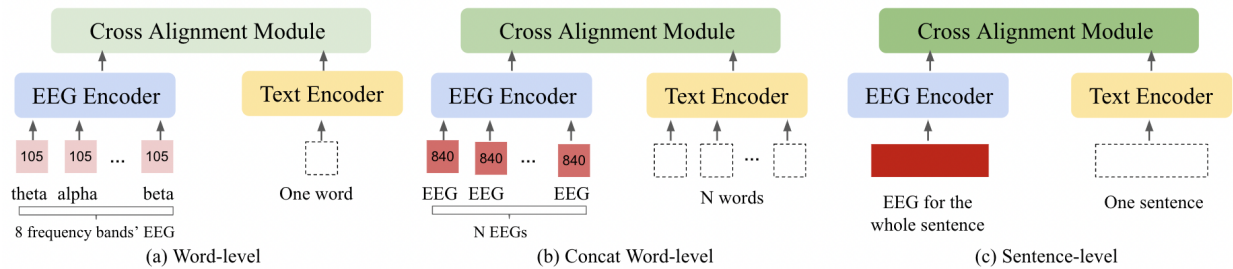 Cross Alignment Module
EEG Encoder
Text Encoder
105
105
...
105
theta
alpha
beta
One word
8 frequency bands' EEG
(a) Word-level
Cross Alignment Module
EEG Encoder
Text Encoder
840
840
...
840
...
EEG
EEG
EEG
N words
N EEGs
(b) Concat Word-level
Cross Alignment Module
EEG Encoder
Text Encoder
EEG for the
whole sentence
One sentence
(c) Sentence-level